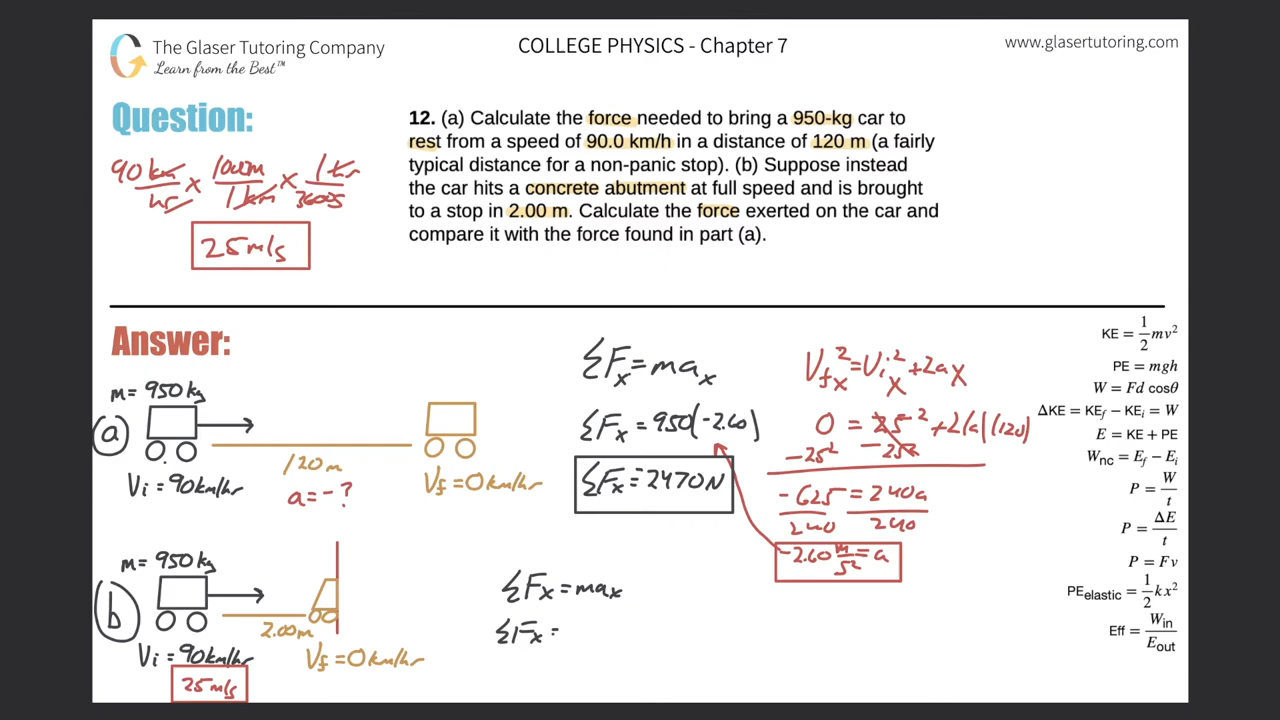 The Glaser Tutoring Company
Learn from the Best™
COLLEGE PHYSICS - Chapter 7
www.glasertutoring.com
Question:
90 km/hr × 1000m/1 km × 1 hr/3600s
25 m/s
12. (a) Calculate the force needed to bring a 950-kg car to
rest from a speed of 90.0 km/h in a distance of 120 m (a fairly
typical distance for a non-panic stop). (b) Suppose instead
the car hits a concrete abutment at full speed and is brought
to a stop in 2.00 m. Calculate the force exerted on the car and
compare it with the force found in part (a).
Answer:
m = 950 kg
a
120 m
Vi = 90 km/hr
a = - ?
Vf = 0 km/hr
ΣFx = max
ΣFx = 950(-2.60)
ΣFx = 2470 N
Vfx² = Vix² + 2ax
0 = 25² + 2(a)(120)
-25² -25²
-625 = 240a
240 240
-2.60 m/s² = a
m = 950 kg
b
2.00 m
Vi = 90 km/hr
25 m/s
Vf = 0 km/hr
ΣFx = max
ΣFx =
KE = 1/2 mv²
PE = mgh
W = Fd cosθ
ΔKE = KEf − KEi = W
E = KE + PE
Wnc = Ef − Ei
P = W/t
P = ΔE/t
P = Fv
PEelastic = 1/2 kx²
Eff = Win/Eout